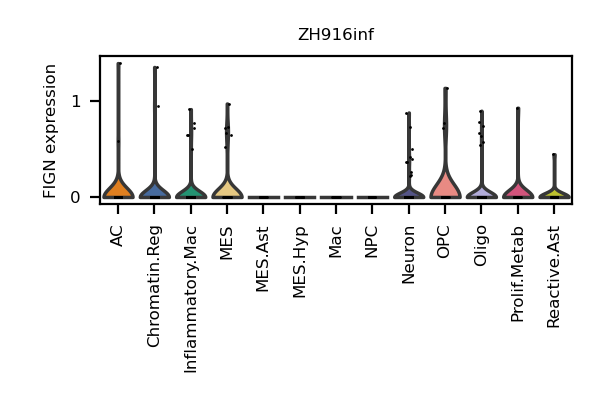 ZH916inf
FIGN expression
1
0
AC
Chromatin.Reg
Inflammatory.Mac
MES
MES.Ast
MES.Hyp
Mac
NPC
Neuron
OPC
Oligo
Prolif.Metab
Reactive.Ast